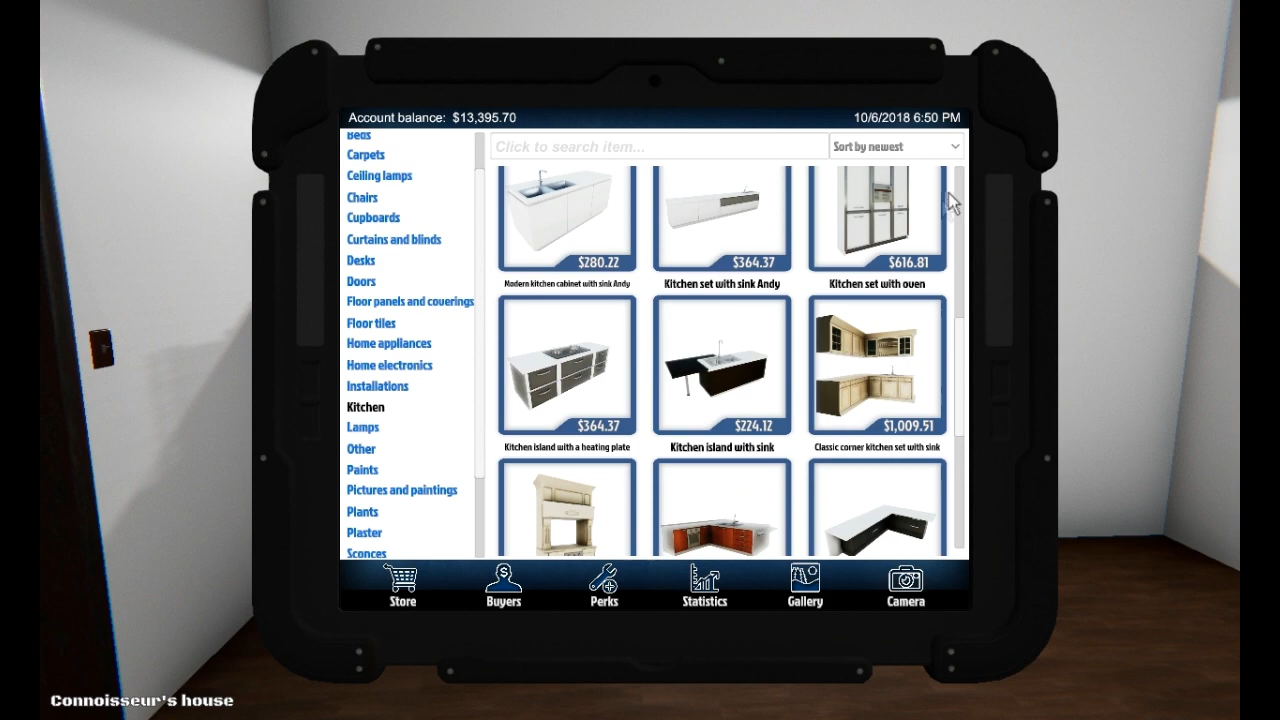 Account balance: $13,395.70
10/6/2018 6:50 PM
Beds
Carpets
Ceiling lamps
Chairs
Cupboards
Curtains and blinds
Desks
Doors
Floor panels and coverings
Floor tiles
Home appliances
Home electronics
Installations
Kitchen
Lamps
Other
Paints
Pictures and paintings
Plants
Plaster
Sconces
Click to search item...
Sort by newest
$280.22
$364.37
$616.81
Modern kitchen cabinet with sink Andy
Kitchen set with sink Andy
Kitchen set with oven
$364.37
$224.12
$1,009.51
Kitchen island with a heating plate
Kitchen island with sink
Classic corner kitchen set with sink
Store
Buyers
Perks
Statistics
Gallery
Camera
Connoisseur's house